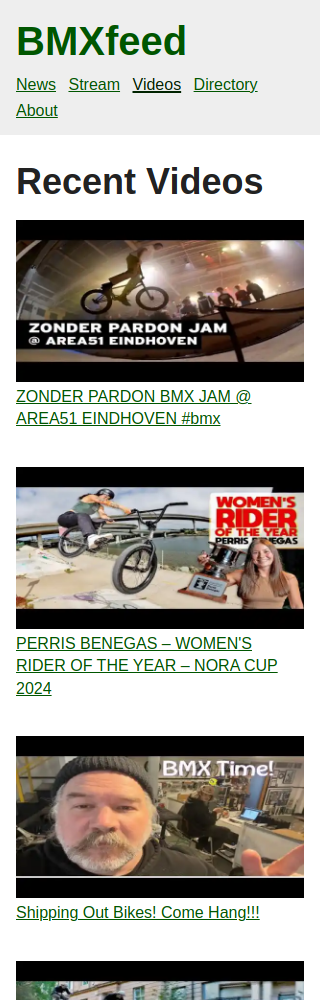 BMXfeed
News Stream Videos Directory
About
Recent Videos
ZONDER PARDON JAM
@ AREA51 EINDHOVEN
ZONDER PARDON BMX JAM @
AREA51 EINDHOVEN #bmx
WOMEN'S
RIDER
OF THE YEAR
PERRIS BENEGAS
PERRIS BENEGAS – WOMEN'S
RIDER OF THE YEAR – NORA CUP
2024
BMX Time!
Shipping Out Bikes! Come Hang!!!